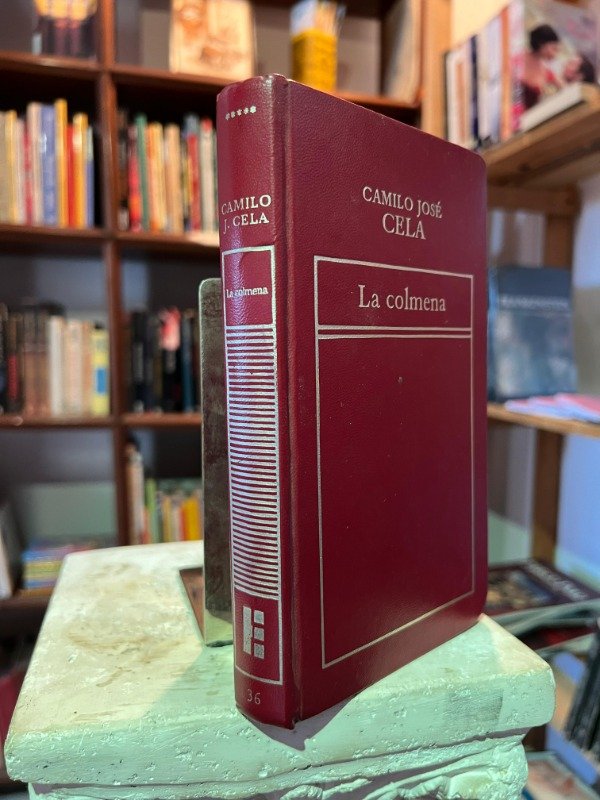 *****
CAMILO
J. CELA
La colmena
36
CAMILO JOSÉ
CELA
La colmena